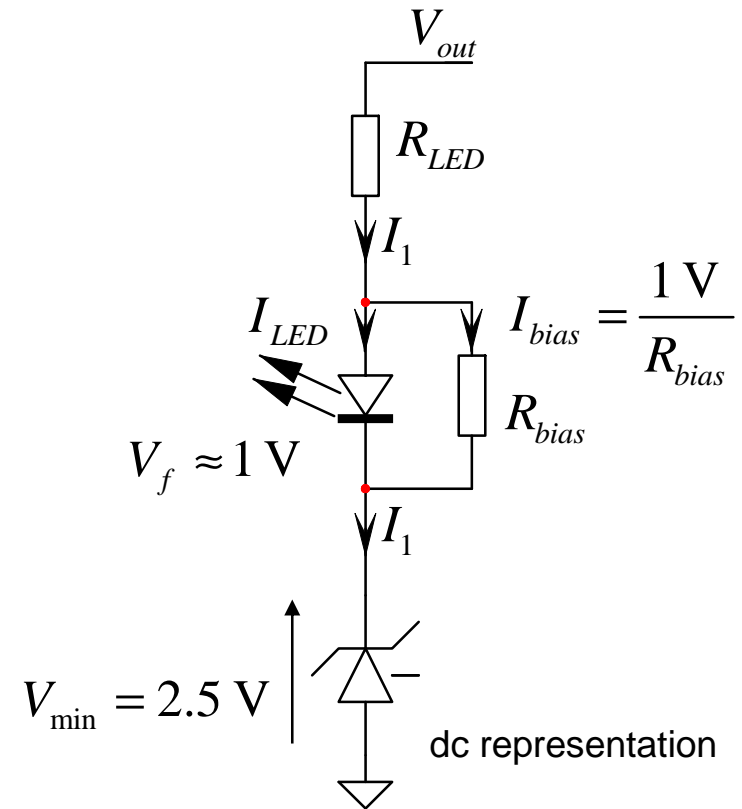 V_out
R_LED
I_1
I_LED
I_bias = 1 V / R_bias
R_bias
V_f ≈ 1 V
I_1
V_min = 2.5 V
dc representation